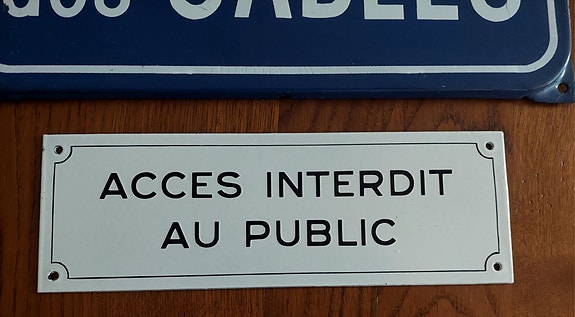 ACCES INTERDIT
AU PUBLIC